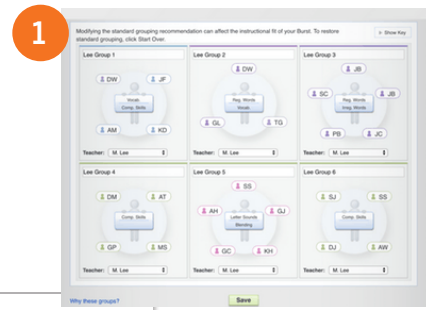 1
Modifying the standard grouping recommendation can affect the instructional fit of your Burst. To restore
standard grouping, click Start Over.
> Show Key
Lee Group 1
DW
JF
Vocab.
Comp. Skills
AM
KD
Teacher: M. Lee
Lee Group 2
DW
Reg. Words
Vocab.
GL
TG
Teacher: M. Lee
Lee Group 3
JB
SC
JB
Reg. Words
Irreg. Words
PB
JC
Teacher: M. Lee
Lee Group 4
DM
AT
Comp. Skills
GP
MS
Teacher: M. Lee
Lee Group 5
SS
AH
GJ
Letter Sounds
Blending
GC
KH
Teacher: M. Lee
Lee Group 6
SJ
SS
Comp. Skills
DJ
AW
Teacher: M. Lee
Why these groups?
Save